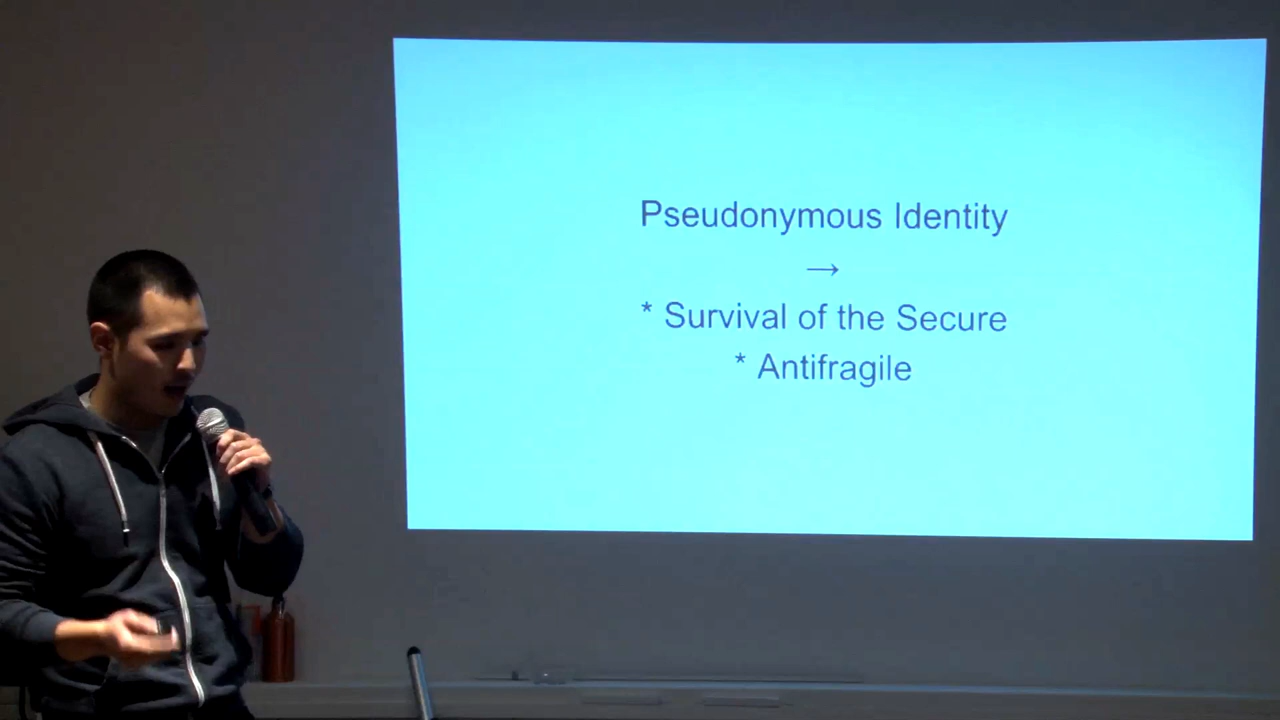 Pseudonymous Identity
→
* Survival of the Secure
* Antifragile